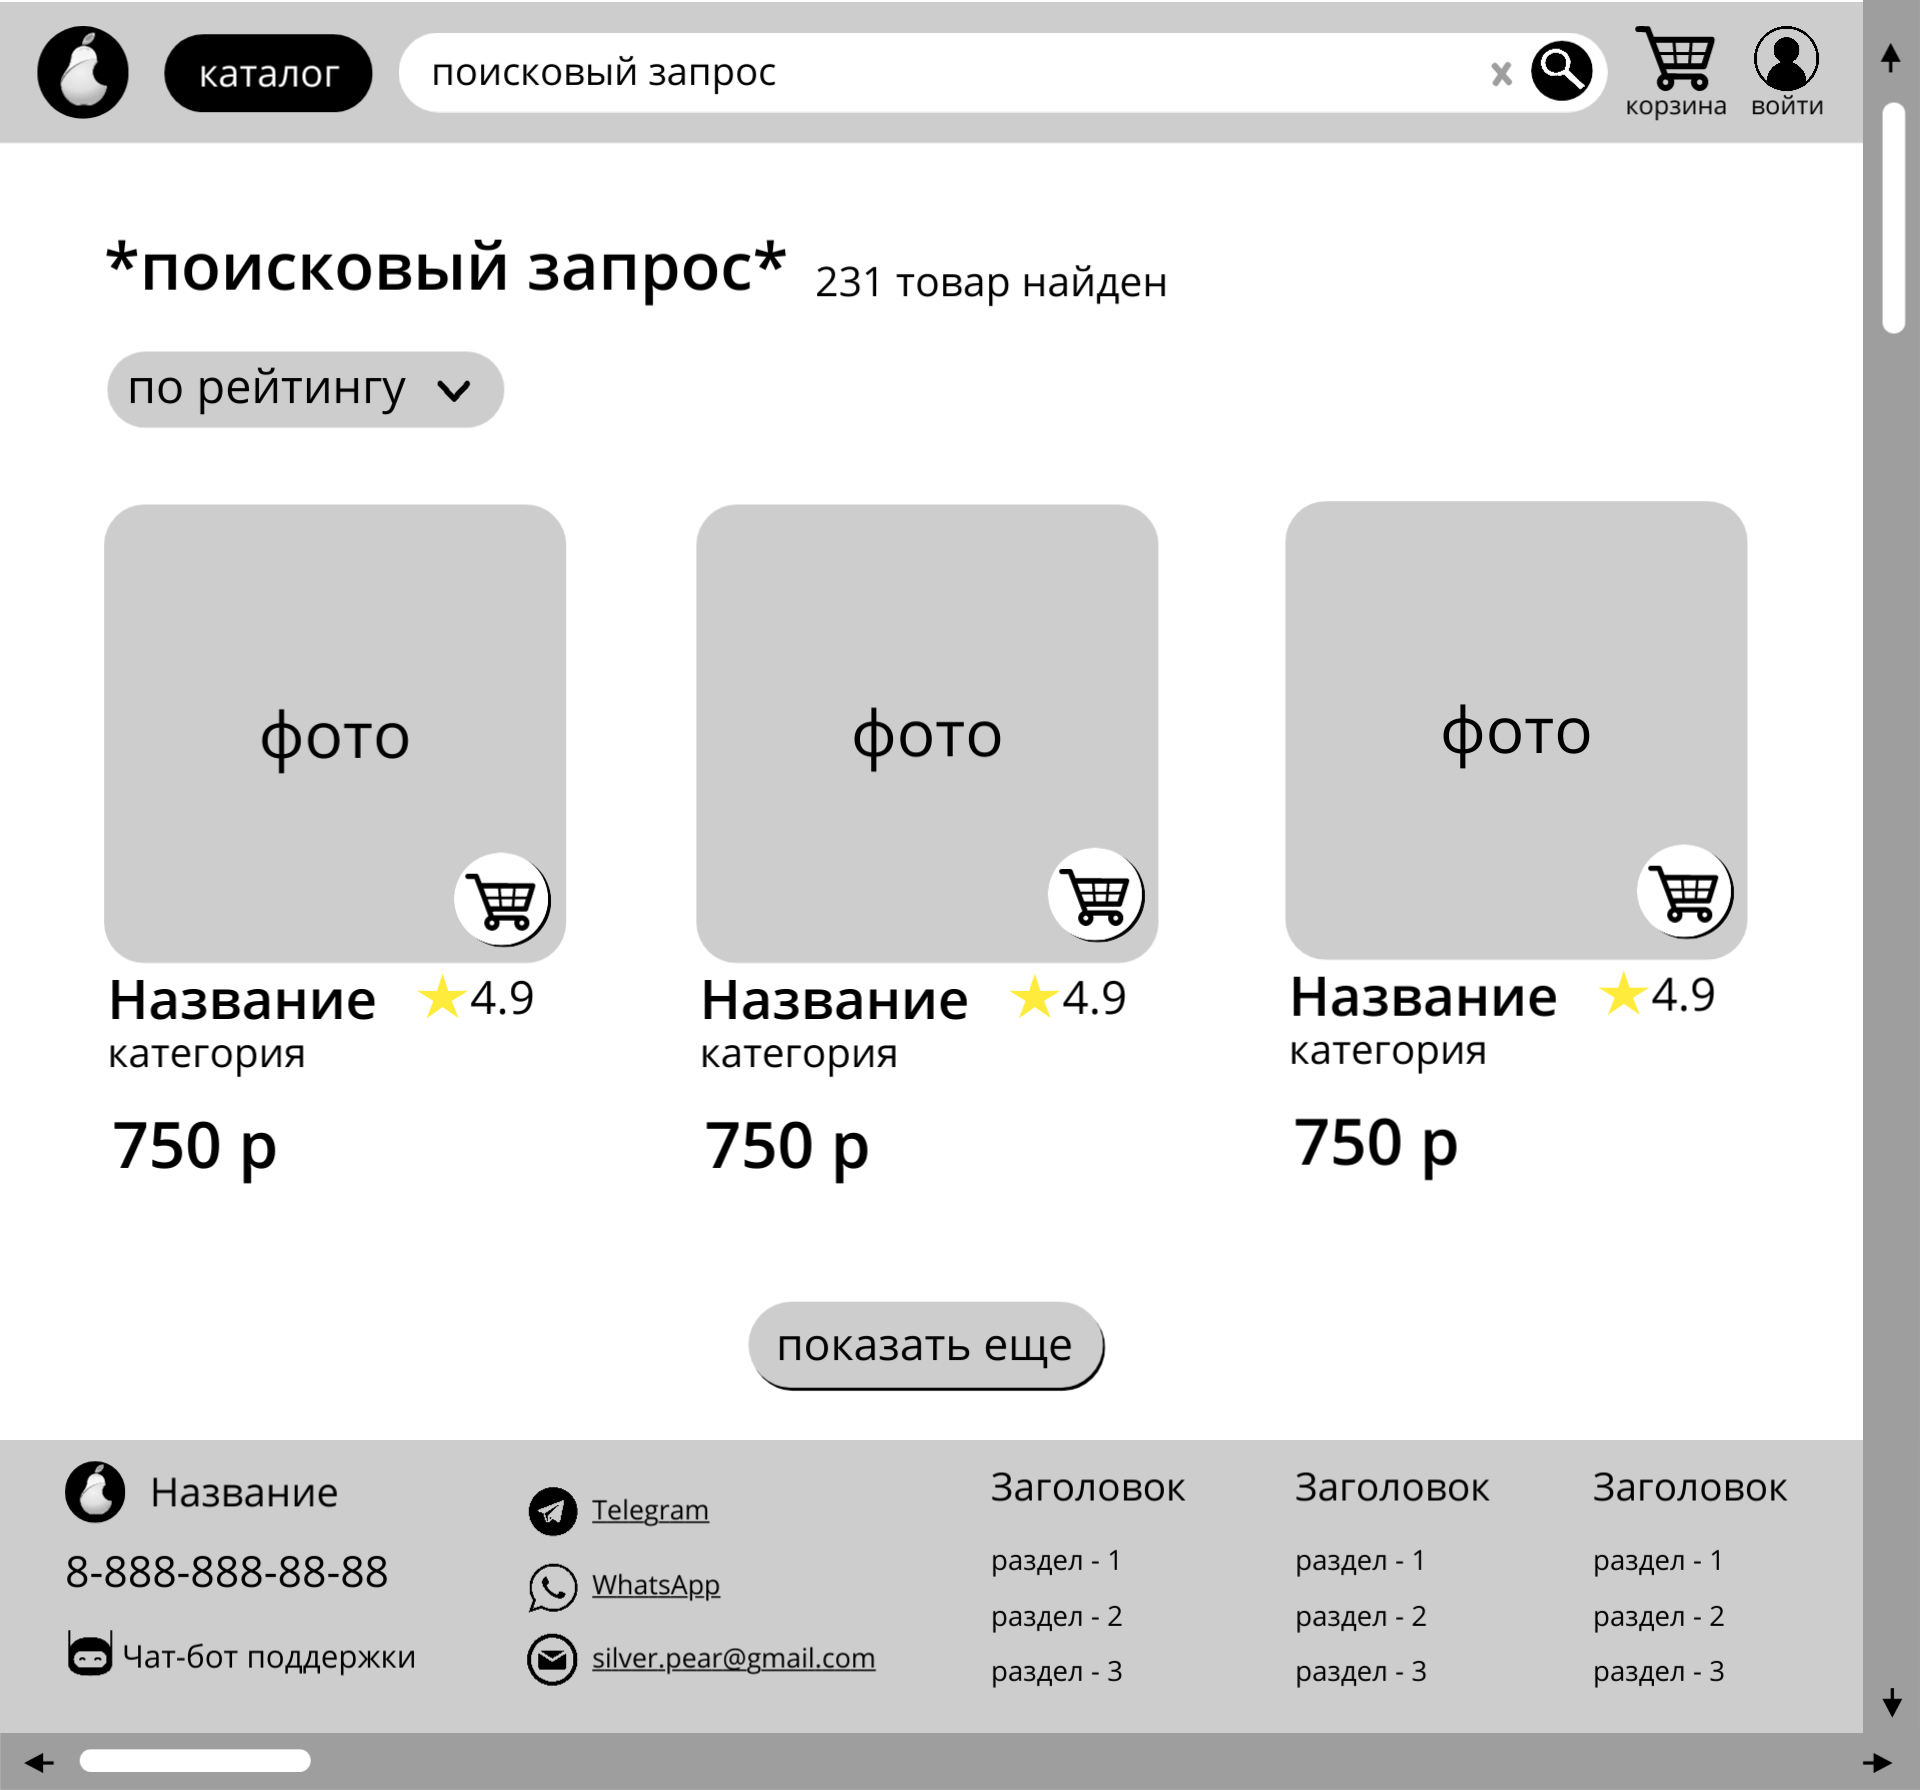 каталог
поисковый запрос
x
корзина
войти
*поисковый запрос* 231 товар найден
по рейтингу
фото
фото
фото
Название 4.9
категория
750 р
Название 4.9
категория
750 р
Название 4.9
категория
750 р
показать еще
Название
8-888-888-88-88
Чат-бот поддержки
Telegram
WhatsApp
silver.pear@gmail.com
Заголовок
раздел - 1
раздел - 2
раздел - 3
Заголовок
раздел - 1
раздел - 2
раздел - 3
Заголовок
раздел - 1
раздел - 2
раздел - 3